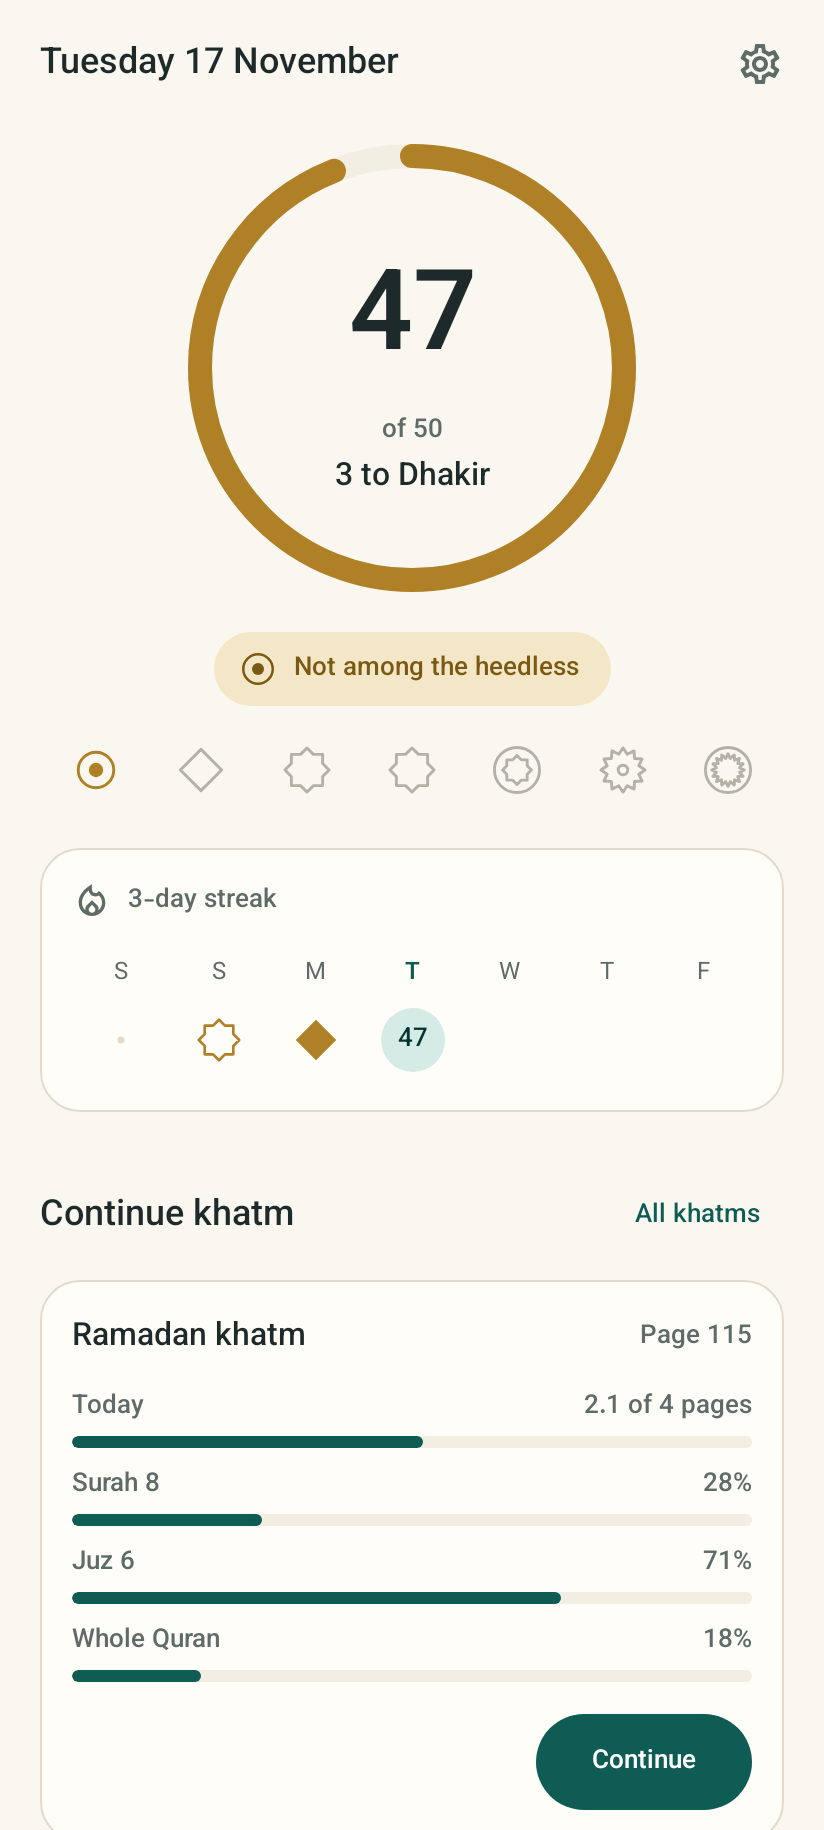 Tuesday 17 November
47
of 50
3 to Dhakir
Not among the heedless
3-day streak
S S M T W T F
47
Continue khatm All khatms
Ramadan khatm Page 115
Today 2.1 of 4 pages
Surah 8 28%
Juz 6 71%
Whole Quran 18%
Continue